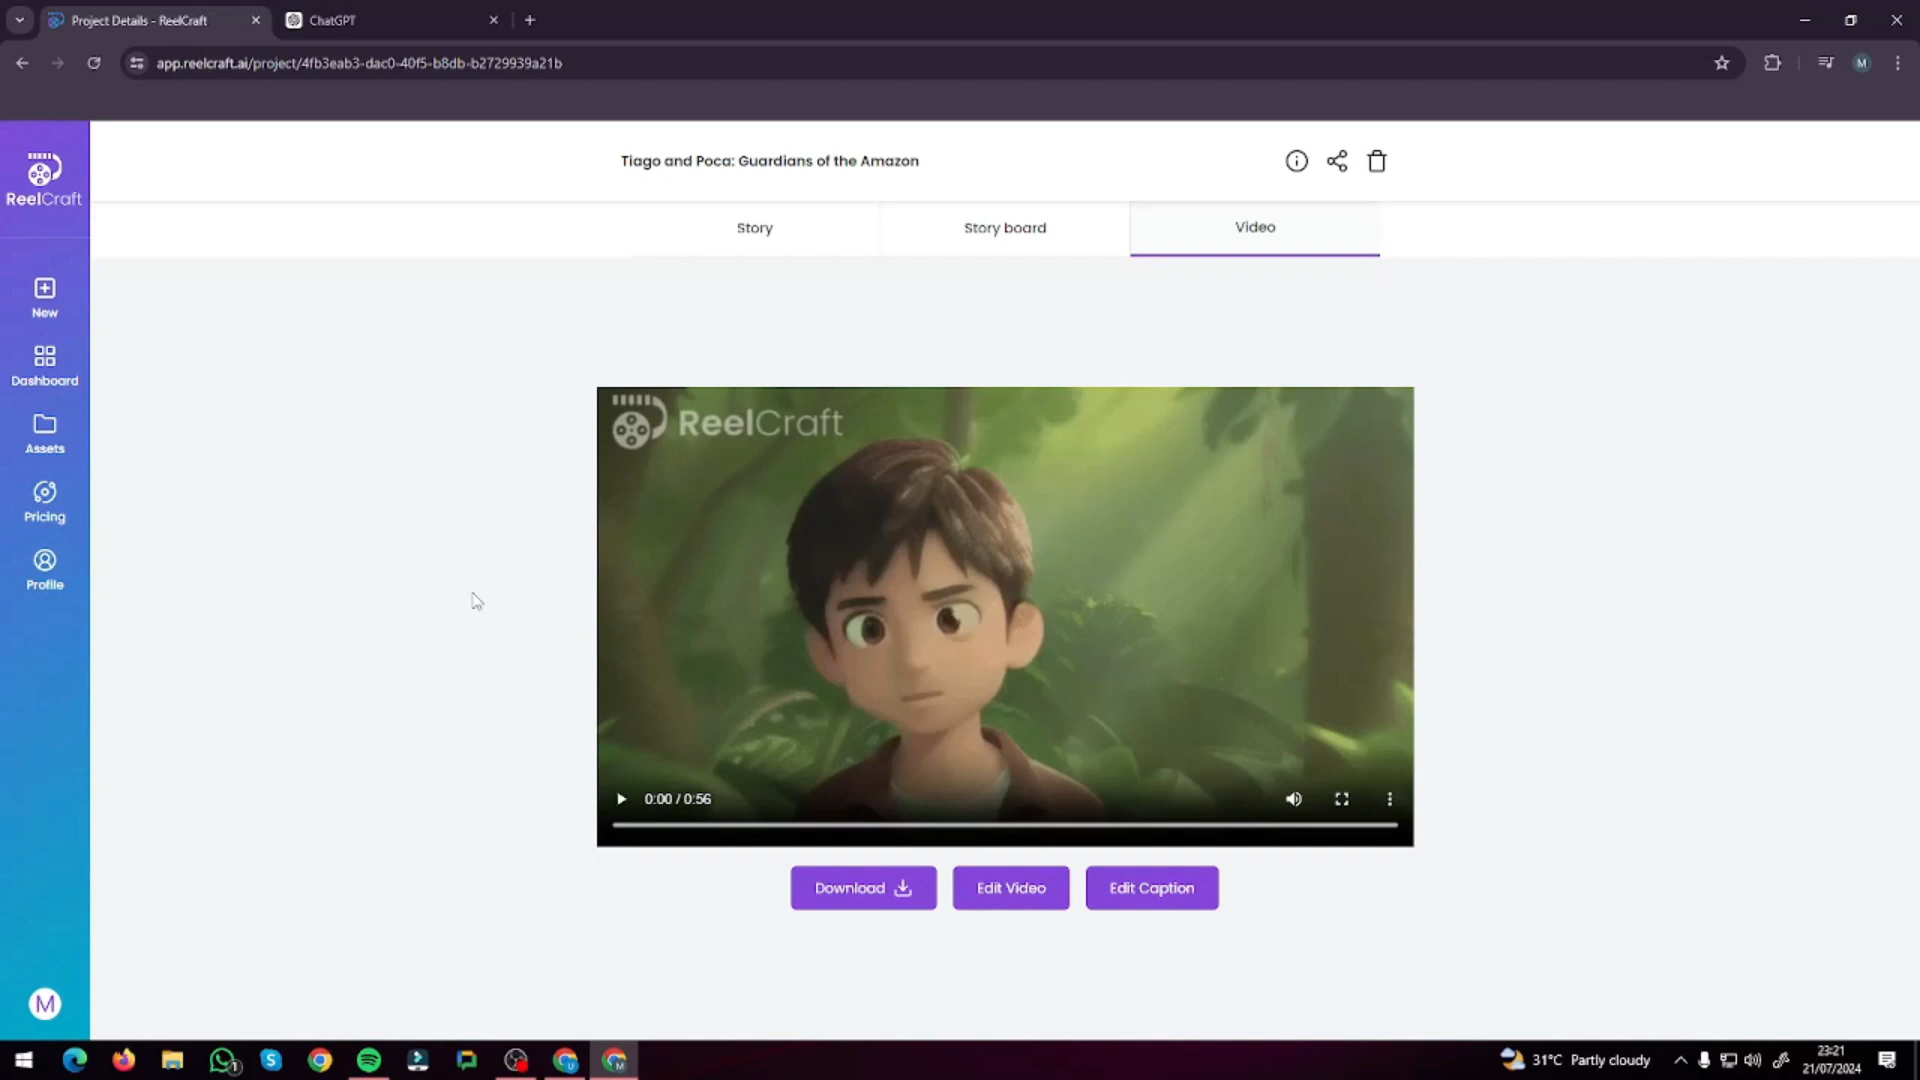 Project Details - ReelCraft
ChatGPT
app.reelcraft.ai/project/4fb3eab3-dac0-40f5-b8db-b2729939a21b
M
ReelCraft
Tiago and Poca: Guardians of the Amazon
Story
Story board
Video
New
Dashboard
Assets
Pricing
Profile
M
ReelCraft
0:00 / 0:56
Download
Edit Video
Edit Caption
1
31°C Partly cloudy
23:21
21/07/2024